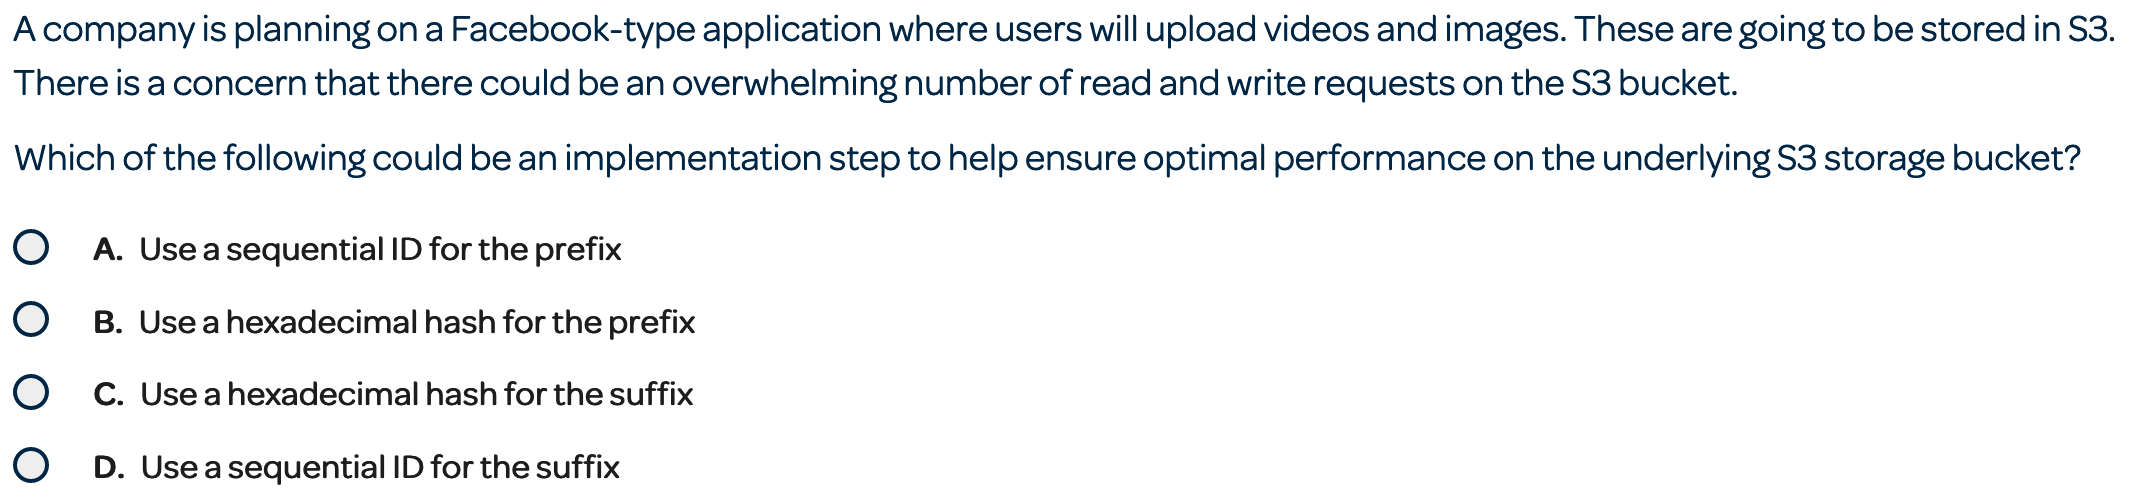 A company is planning on a Facebook-type application where users will upload videos and images. These are going to be stored in S3.
There is a concern that there could be an overwhelming number of read and write requests on the S3 bucket.
Which of the following could be an implementation step to help ensure optimal performance on the underlying S3 storage bucket?
A. Use a sequential ID for the prefix
B. Use a hexadecimal hash for the prefix
C. Use a hexadecimal hash for the suffix
D. Use a sequential ID for the suffix